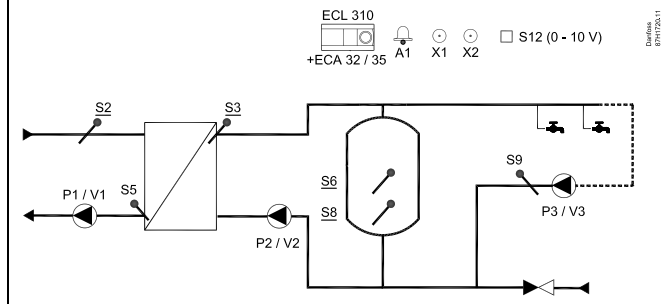 ECL 310
+ECA 32 / 35
A1
X1
X2
S12 (0 - 10 V)
Danfoss
87H1720.11
S2
S3
S9
S6
S5
P1 / V1
S8
P3 / V3
P2 / V2